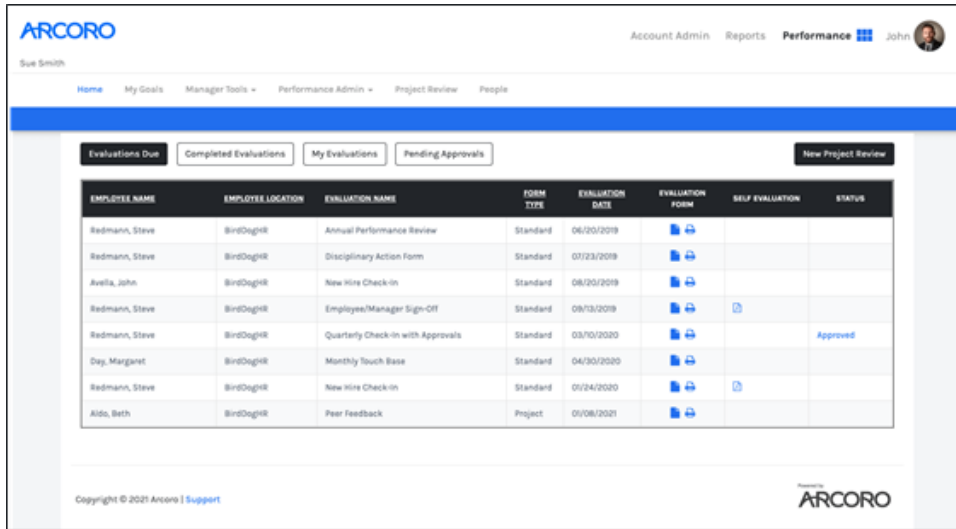 ARCORO
Account Admin Reports Performance John
Sue Smith
Home My Goals Manager Tools Performance Admin Project Review People
Evaluations Due Completed Evaluations My Evaluations Pending Approvals New Project Review
EMPLOYEE NAME EMPLOYEE LOCATION EVALUATION NAME FORM TYPE EVALUATION DATE EVALUATION FORM SELF EVALUATION STATUS
Redmann, Steve BirdDogHR Annual Performance Review Standard 06/20/2019
Redmann, Steve BirdDogHR Disciplinary Action Form Standard 07/23/2019
Avella, John BirdDogHR New Hire Check-In Standard 08/20/2019
Redmann, Steve BirdDogHR Employee/Manager Sign-Off Standard 09/13/2019
Redmann, Steve BirdDogHR Quarterly Check-In with Approvals Standard 03/10/2020 Approved
Day, Margaret BirdDogHR Monthly Touch Base Standard 04/30/2020
Redmann, Steve BirdDogHR New Hire Check-In Standard 01/24/2020
Aldo, Beth BirdDogHR Peer Feedback Project 01/08/2021
Powered by
Copyright © 2021 Arcoro | Support ARCORO